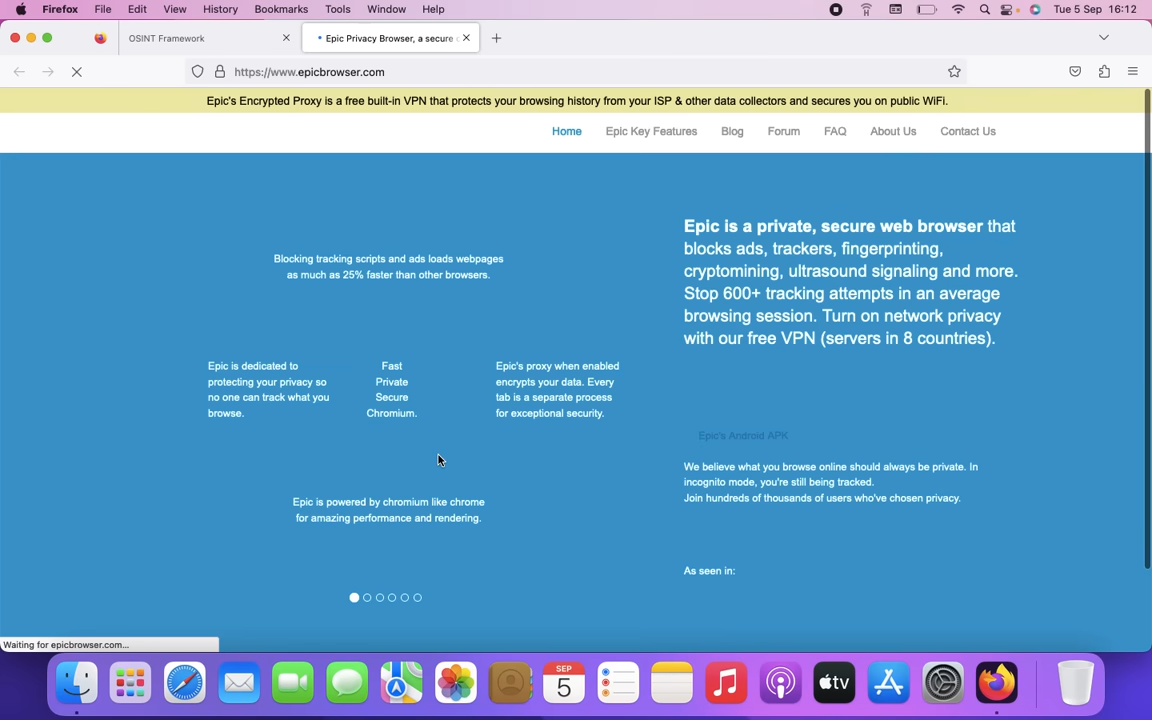 Firefox File Edit View History Bookmarks Tools Window Help Tue 5 Sep 16:12
OSINT Framework
Epic Privacy Browser, a secure
https://www.epicbrowser.com
Epic's Encrypted Proxy is a free built-in VPN that protects your browsing history from your ISP & other data collectors and secures you on public WiFi.
Home Epic Key Features Blog Forum FAQ About Us Contact Us
Blocking tracking scripts and ads loads webpages
as much as 25% faster than other browsers.
Epic is dedicated to
protecting your privacy so
no one can track what you
browse.
Fast
Private
Secure
Chromium.
Epic's proxy when enabled
encrypts your data. Every
tab is a separate process
for exceptional security.
Epic is powered by chromium like chrome
for amazing performance and rendering.
Epic is a private, secure web browser that
blocks ads, trackers, fingerprinting,
cryptomining, ultrasound signaling and more.
Stop 600+ tracking attempts in an average
browsing session. Turn on network privacy
with our free VPN (servers in 8 countries).
Epic's Android APK
We believe what you browse online should always be private. In
incognito mode, you're still being tracked.
Join hundreds of thousands of users who've chosen privacy.
As seen in:
Waiting for epicbrowser.com...
SEP
5
tv